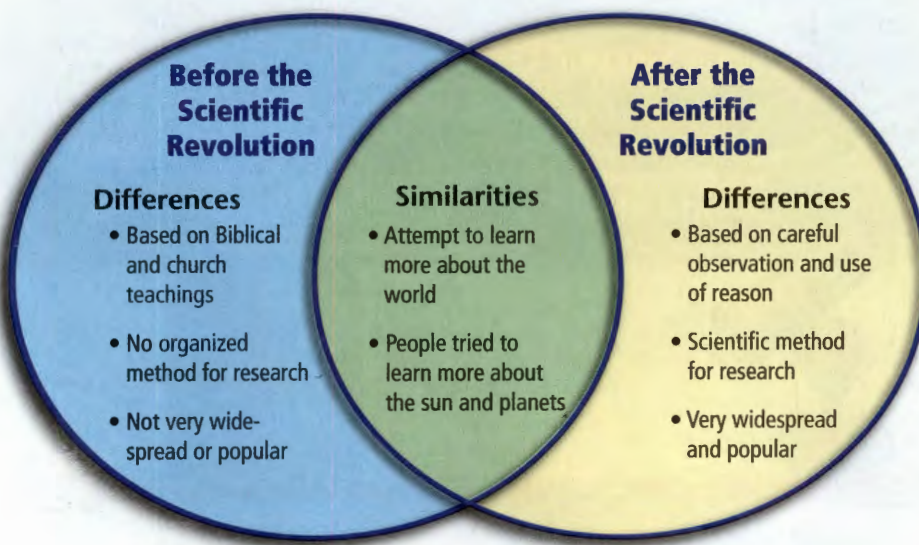 Before the
Scientific
Revolution
Differences
• Based on Biblical
and church
teachings
• No organized
method for research
• Not very wide-
spread or popular
Similarities
• Attempt to learn
more about the
world
• People tried to
learn more about
the sun and planets
After the
Scientific
Revolution
Differences
• Based on careful
observation and use
of reason
• Scientific method
for research
• Very widespread
and popular